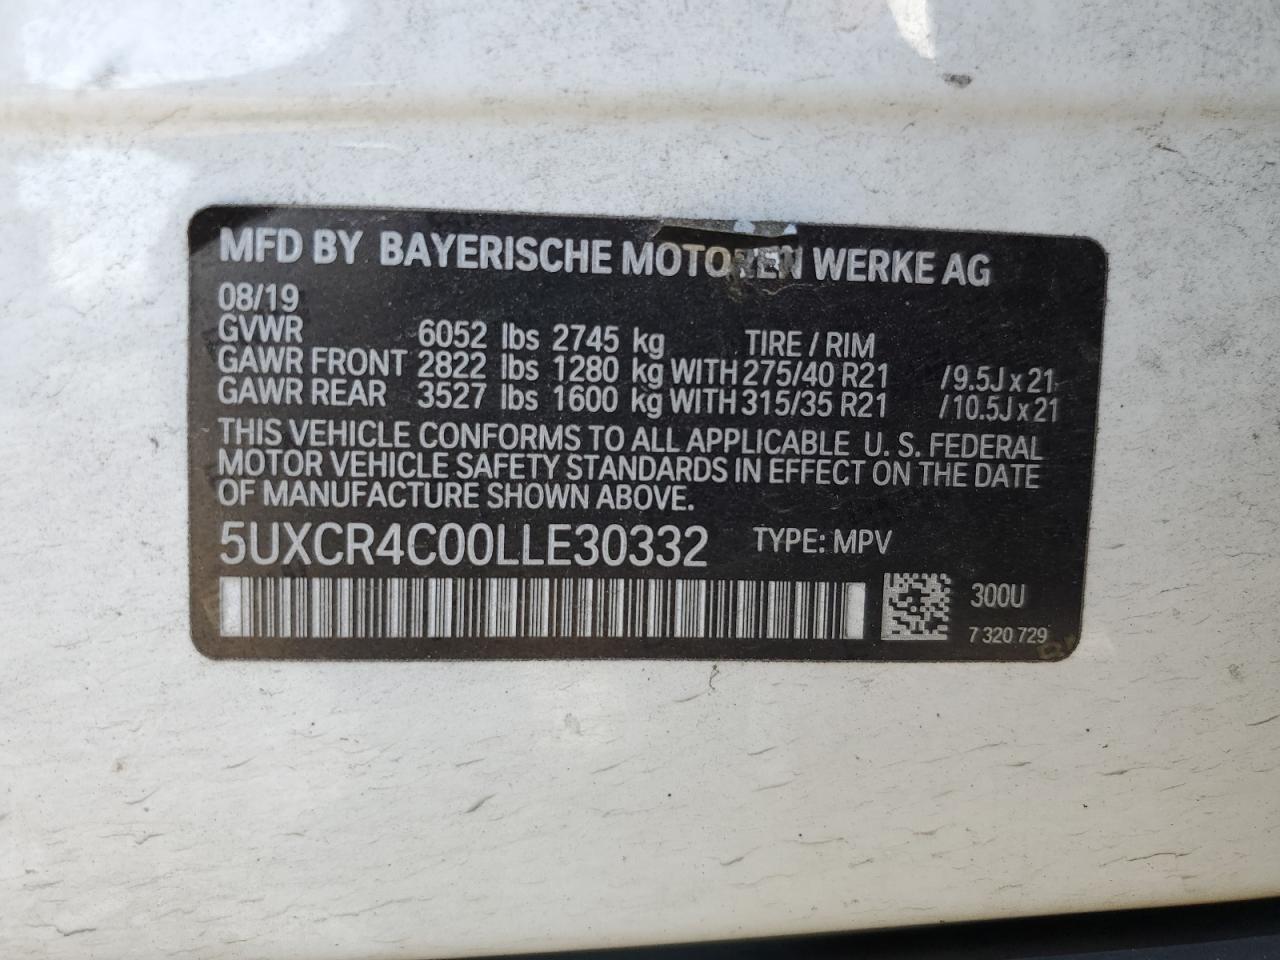 MFD BY BAYERISCHE MOTOREN WERKE AG
08/19
GVWR 6052 lbs 2745 kg TIRE / RIM
GAWR FRONT 2822 lbs 1280 kg WITH 275/40 R21 /9.5J x 21
GAWR REAR 3527 lbs 1600 kg WITH 315/35 R21 /10.5J x 21
THIS VEHICLE CONFORMS TO ALL APPLICABLE U. S. FEDERAL
MOTOR VEHICLE SAFETY STANDARDS IN EFFECT ON THE DATE
OF MANUFACTURE SHOWN ABOVE.
5UXCR4C00LLE30332 TYPE: MPV
300U
7 320 729